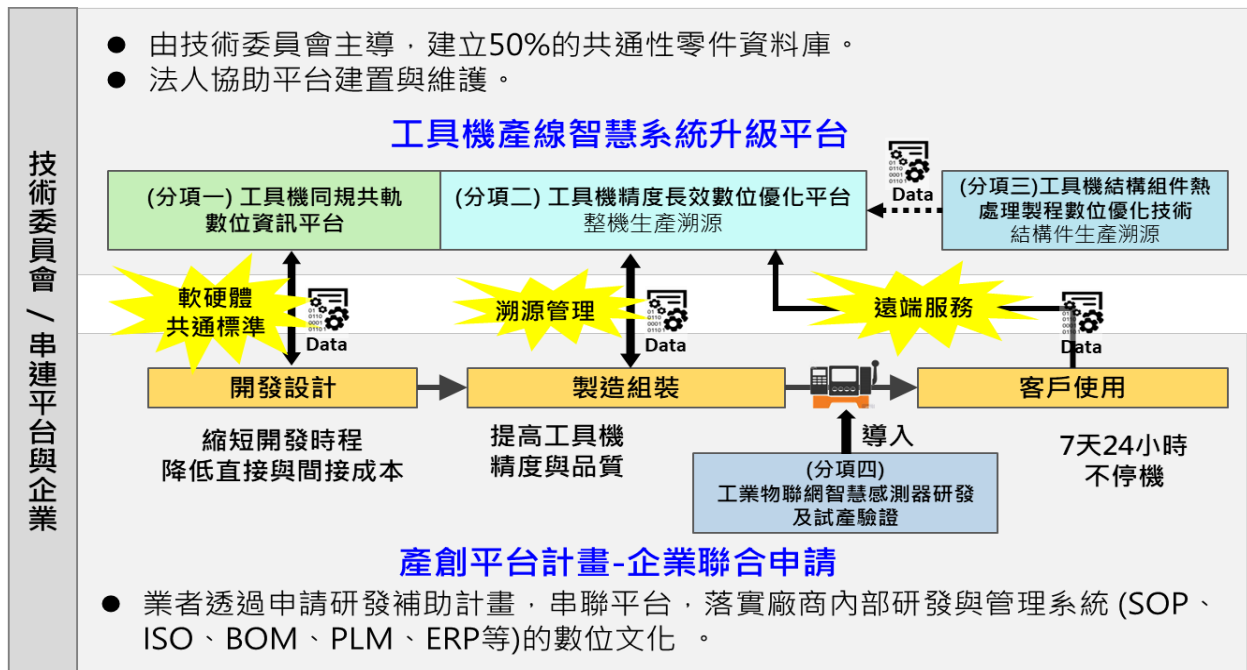 技術委員會 / 串連平台與企業
● 由技術委員會主導，建立50%的共通性零件資料庫。
● 法人協助平台建置與維護。
工具機產線智慧系統升級平台
(分項一) 工具機同規共軌
數位資訊平台
(分項二) 工具機精度長效數位優化平台
整機生產溯源
Data
(分項三)工具機結構組件熱
處理製程數位優化技術
結構件生產溯源
軟硬體
共通標準
Data
溯源管理
Data
遠端服務
Data
開發設計
製造組裝
客戶使用
縮短開發時程
降低直接與間接成本
提高工具機
精度與品質
導入
7天24小時
不停機
(分項四)
工業物聯網智慧感測器研發
及試產驗證
產創平台計畫-企業聯合申請
● 業者透過申請研發補助計畫，串聯平台，落實廠商內部研發與管理系統 (SOP、
ISO、BOM、PLM、ERP等)的數位文化 。